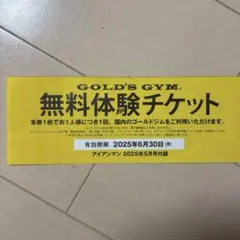 GOLD'S GYM
無料体験チケット
本券1枚でお1人様につき1回、国内のゴールドジムをご利用いただけます。
有効期限 2025年6月30日(月)
アイアンマン 2025年5月号付録